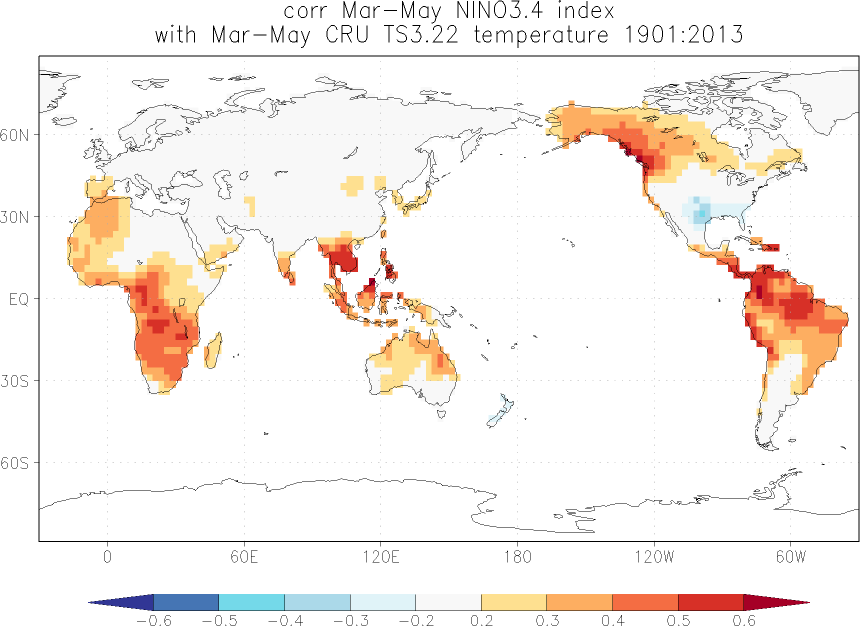 corr Mar-May NINO3.4 index
with Mar-May CRU TS3.22 temperature 1901:2013
60N
30N
EQ
30S
60S
0 60E 120E 180 120W 60W
-0.6 -0.5 -0.4 -0.3 -0.2 0.2 0.3 0.4 0.5 0.6